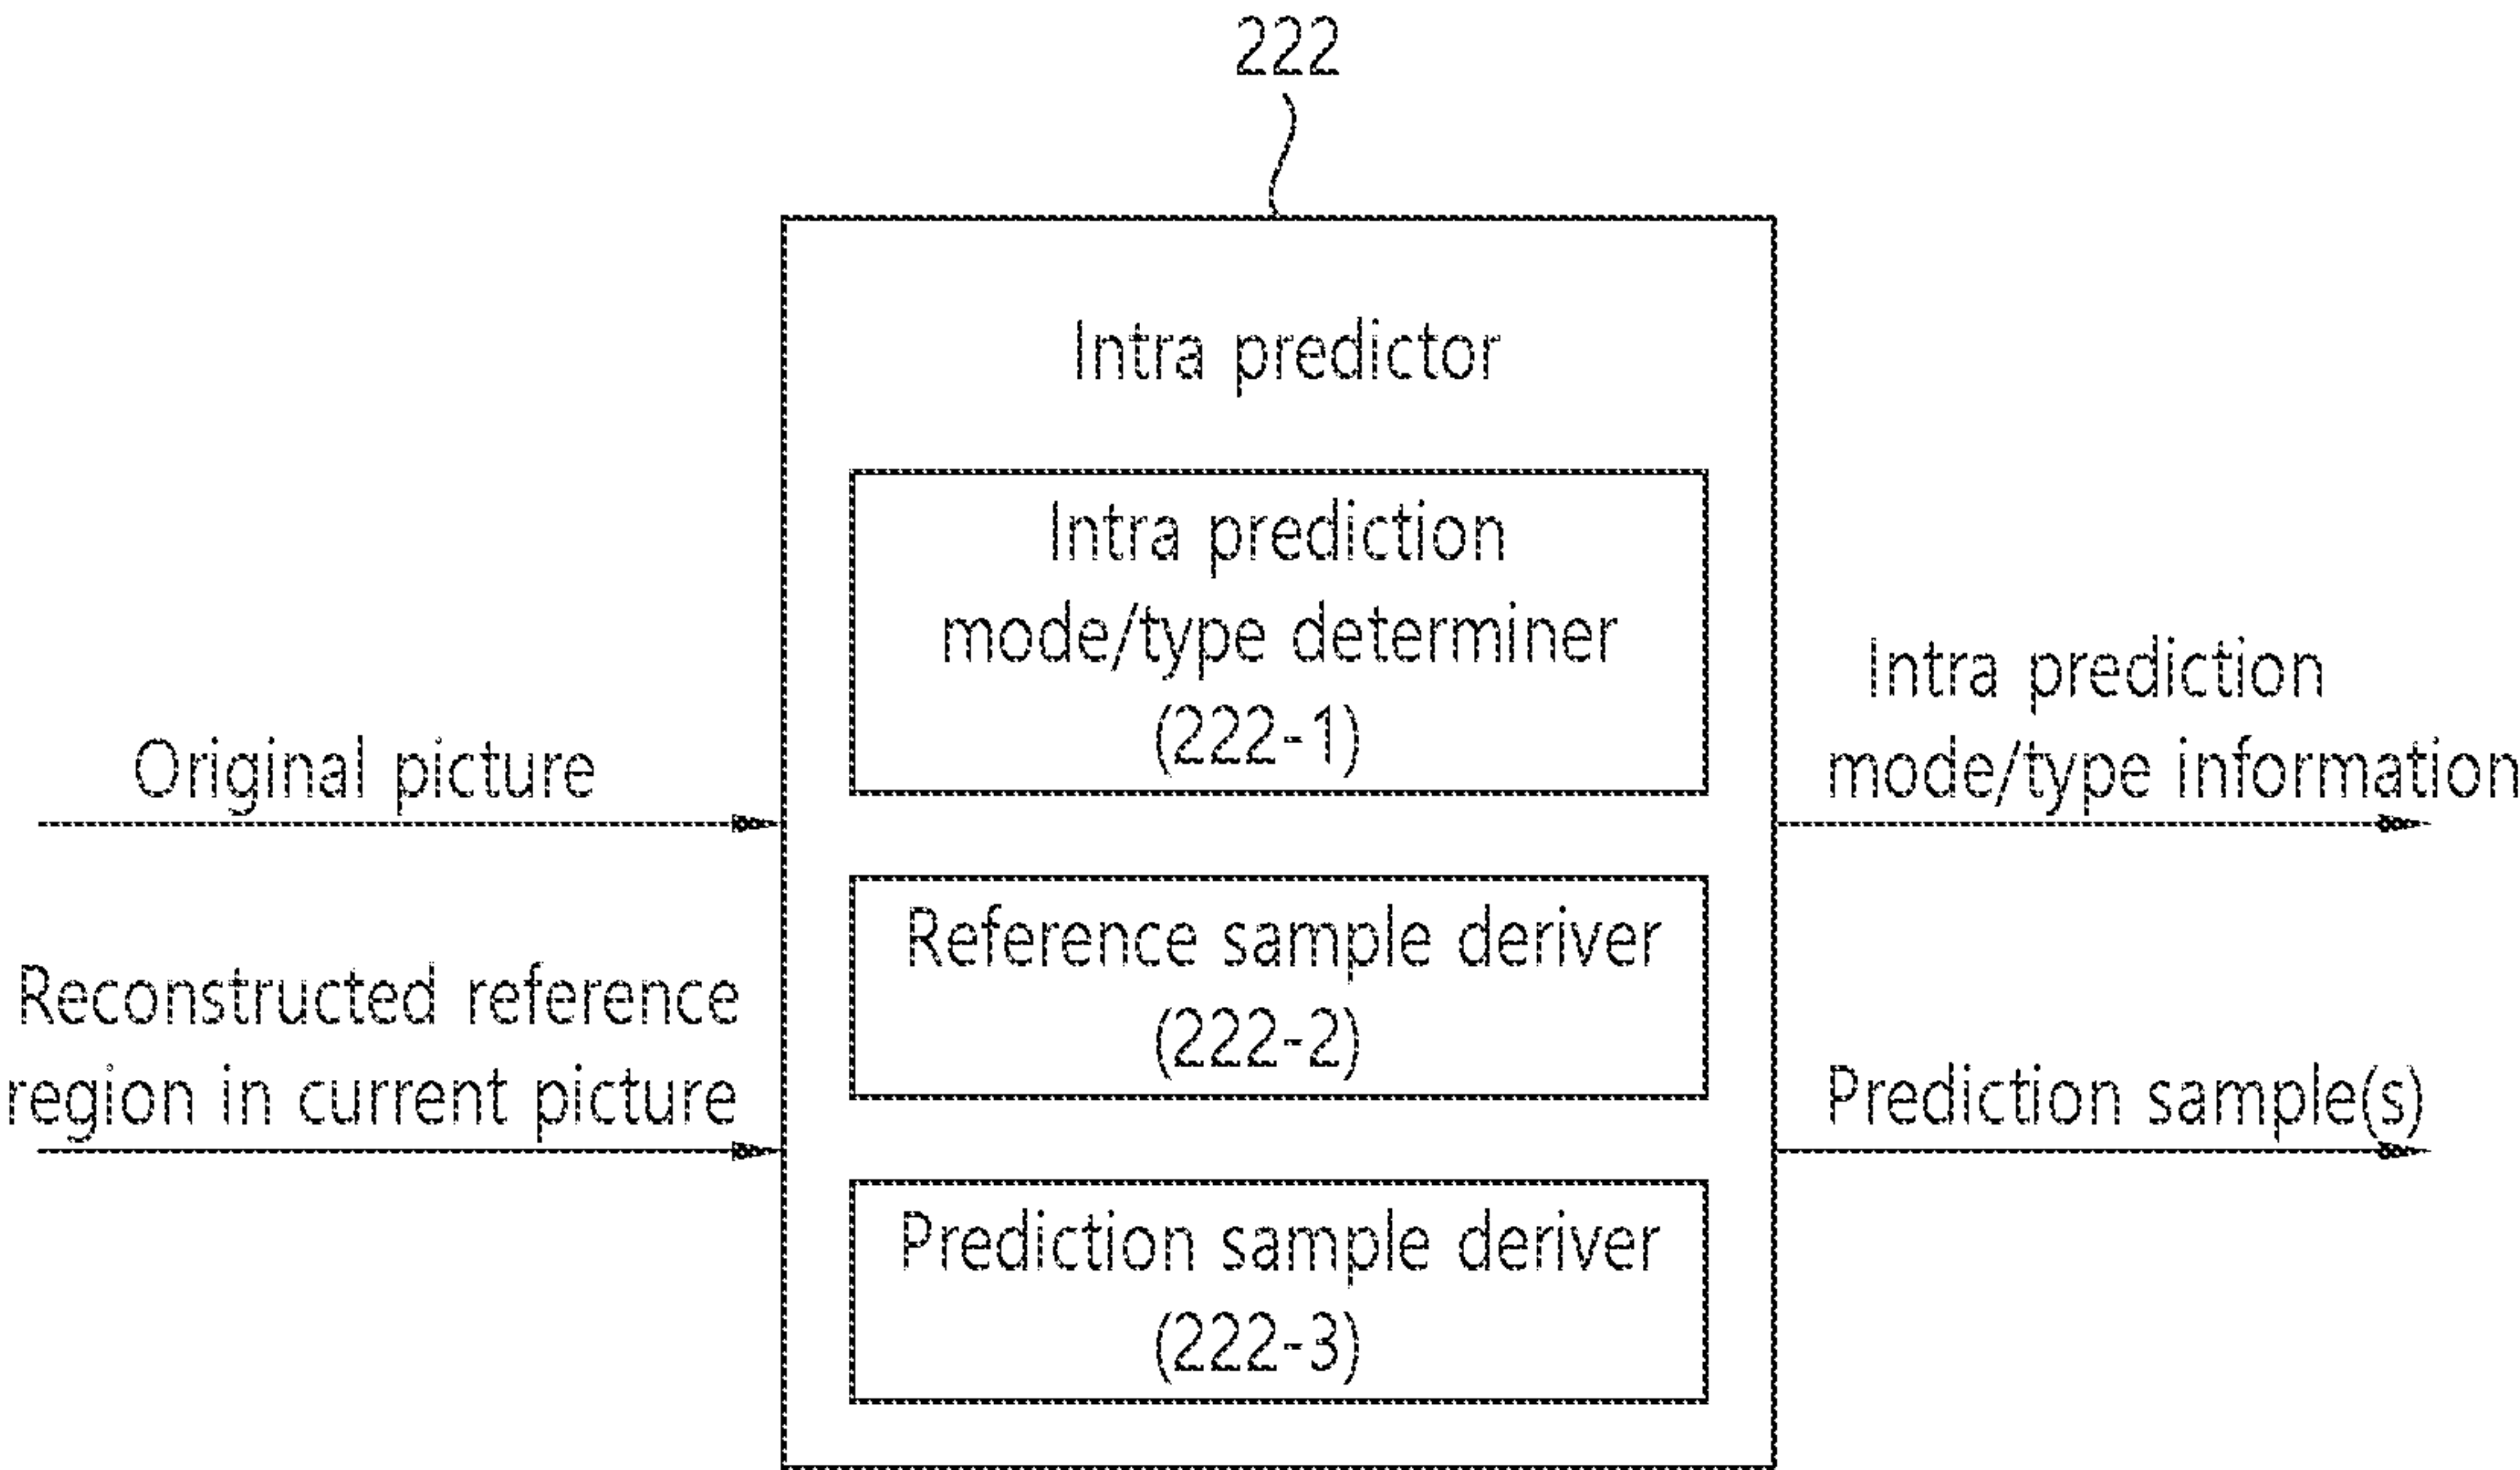 222
Intra predictor
Intra prediction
mode/type determiner
(222-1)
Reference sample deriver
(222-2)
Prediction sample deriver
(222-3)
Original picture
Reconstructed reference
region in current picture
Intra prediction
mode/type information
Prediction sample(s)